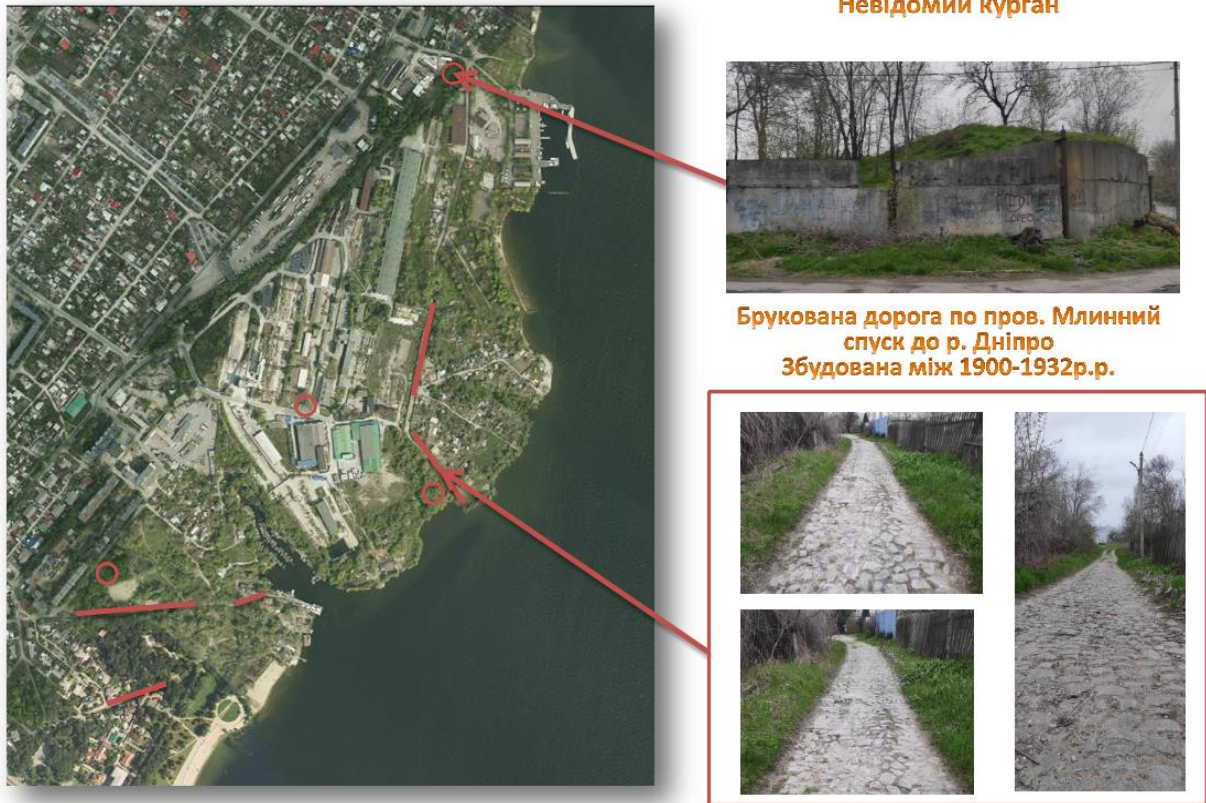 Невідомий курган
Брукована дорога по пров. Млинний
спуск до р. Дніпро
Збудована між 1900-1932р.р.